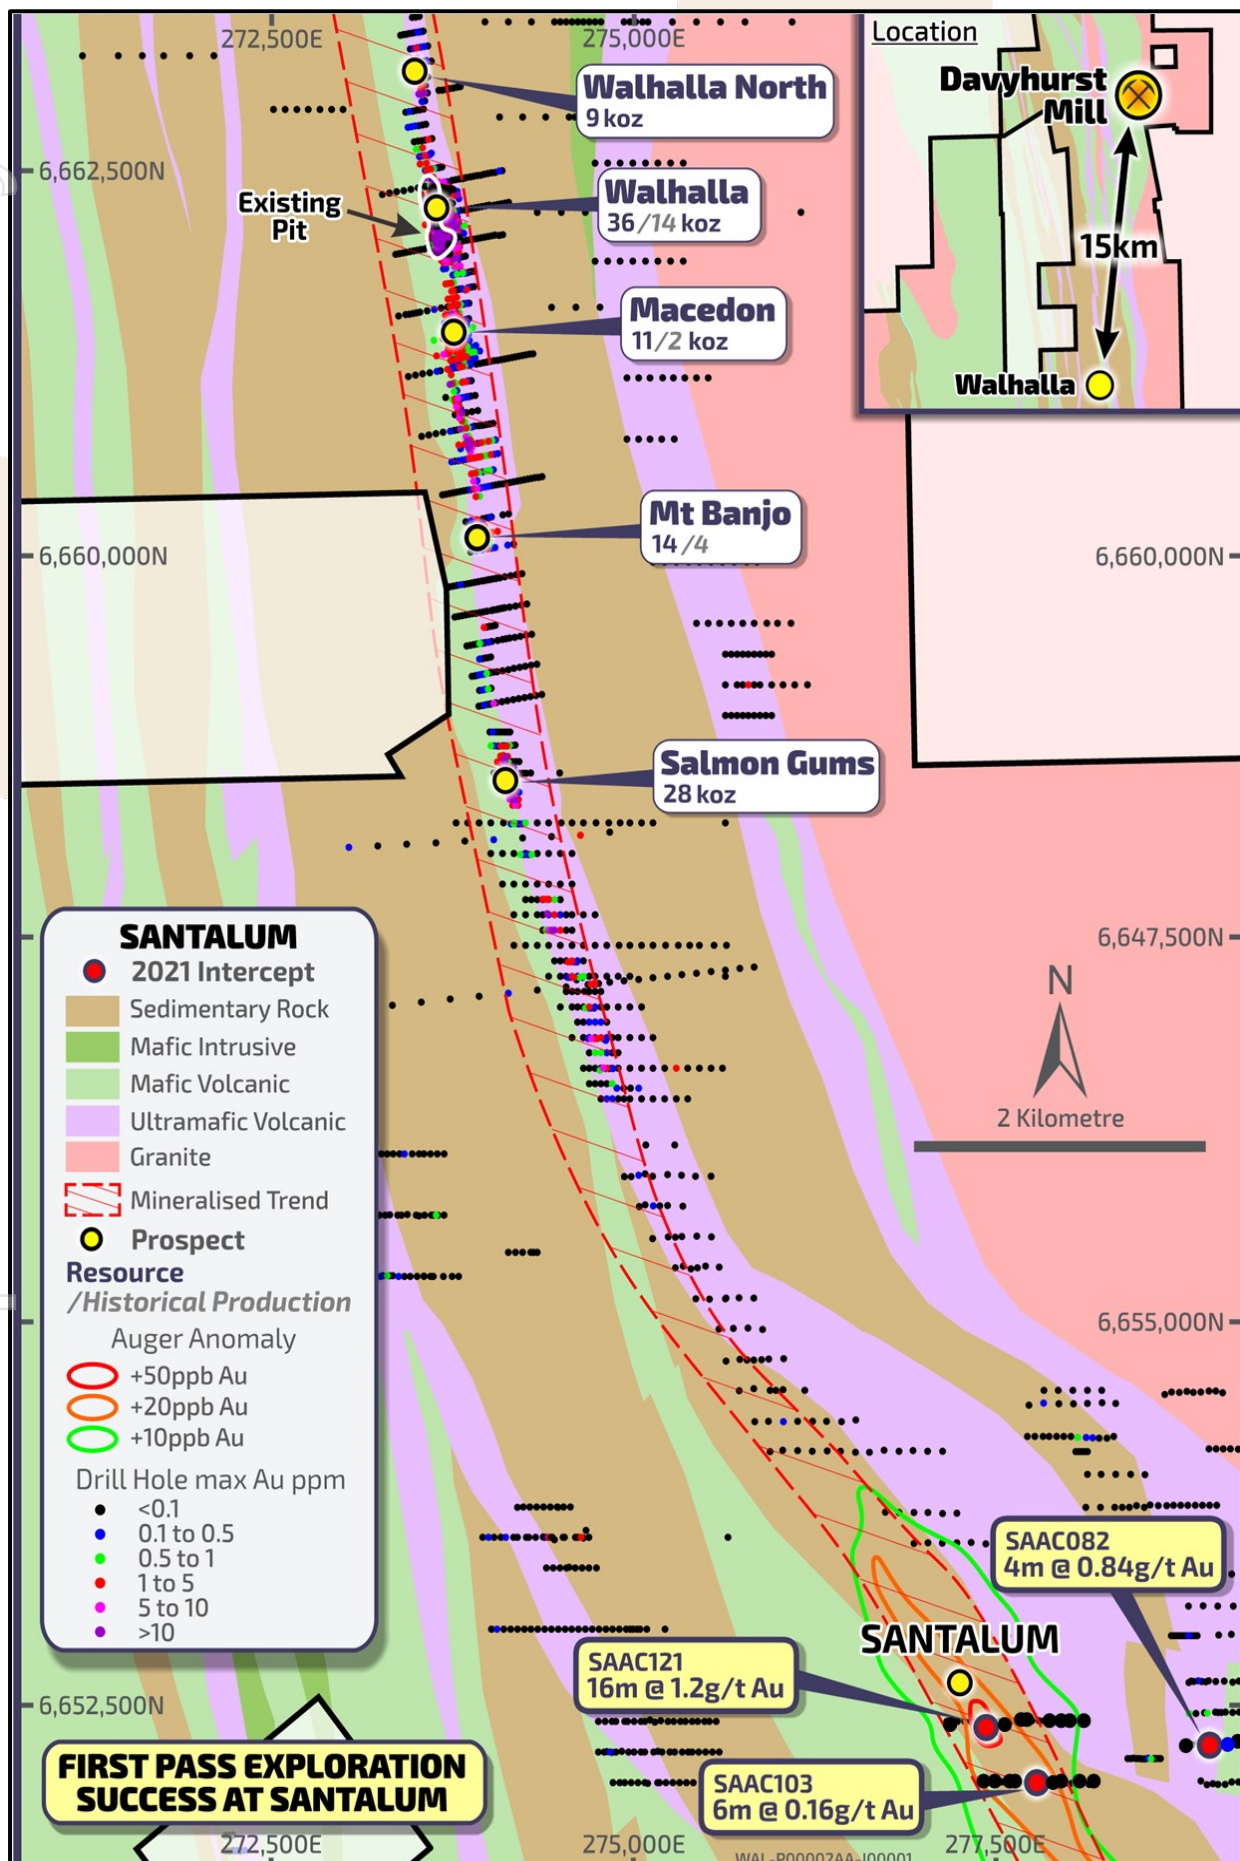 272,500E
275,000E
Location
Davyhurst
Mill
15km
Walhalla
Walhalla North
9 koz
6,662,500N
Existing
Pit
Walhalla
36 /14 koz
Macedon
11/2 koz
Mt Banjo
14 /4
6,660,000N
6,660,000N
Salmon Gums
28 koz
6,647,500N
N
2 Kilometre
SANTALUM
2021 Intercept
Sedimentary Rock
Mafic Intrusive
Mafic Volcanic
Ultramafic Volcanic
Granite
Mineralised Trend
Prospect
Resource
/Historical Production
Auger Anomaly
+50ppb Au
+20ppb Au
+10ppb Au
Drill Hole max Au ppm
<0.1
0.1 to 0.5
0.5 to 1
1 to 5
5 to 10
>10
6,655,000N
SAAC082
4m @ 0.84g/t Au
SANTALUM
SAAC121
16m @ 1.2g/t Au
6,652,500N
SAAC103
6m @ 0.16g/t Au
FIRST PASS EXPLORATION
SUCCESS AT SANTALUM
272,500E
275,000E
277,500E